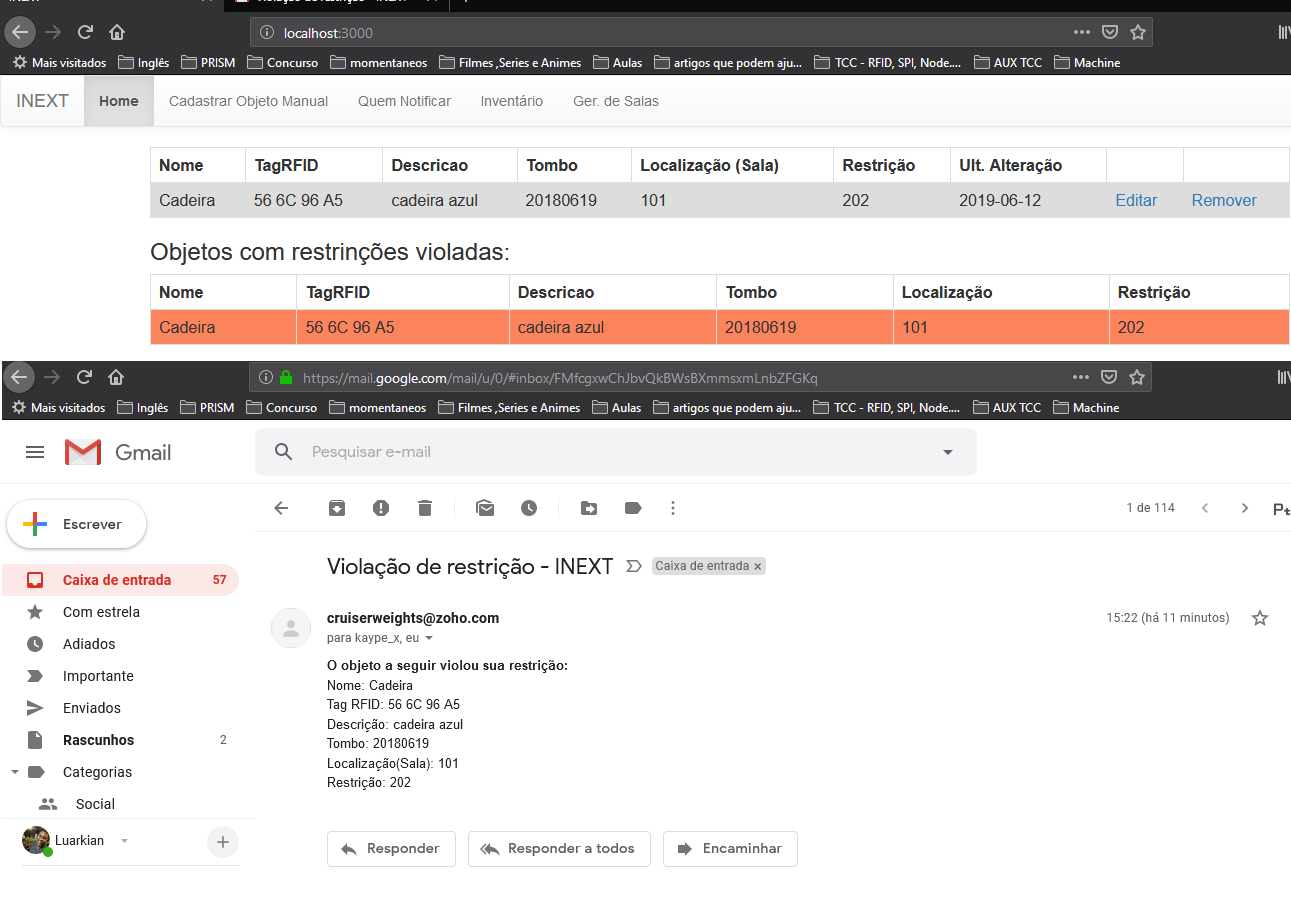 localhost:3000
Mais visitados Inglês PRISM Concurso momentaneos Filmes ,Series e Animes Aulas artigos que podem aju... TCC - RFID, SPI, Node.... AUX TCC Machine
INEXT Home Cadastrar Objeto Manual Quem Notificar Inventário Ger. de Salas
Nome TagRFID Descricao Tombo Localização (Sala) Restrição Ult. Alteração
Cadeira 56 6C 96 A5 cadeira azul 20180619 101 202 2019-06-12 Editar Remover
Objetos com restrinções violadas:
Nome TagRFID Descricao Tombo Localização Restrição
Cadeira 56 6C 96 A5 cadeira azul 20180619 101 202
https://mail.google.com/mail/u/0/#inbox/FMfcgxwChJbvQkBWsBXmmsxmLnbZFGKq
Mais visitados Inglês PRISM Concurso momentaneos Filmes ,Series e Animes Aulas artigos que podem aju... TCC - RFID, SPI, Node.... AUX TCC Machine
Gmail Pesquisar e-mail
Escrever
1 de 114
Violação de restrição - INEXT Caixa de entrada x
Caixa de entrada 57
Com estrela
Adiados
Importante
Enviados
Rascunhos 2
Categorias
Social
Luarkian
cruiserweights@zoho.com 15:22 (há 11 minutos)
para kaype_x, eu
O objeto a seguir violou sua restrição:
Nome: Cadeira
Tag RFID: 56 6C 96 A5
Descrição: cadeira azul
Tombo: 20180619
Localização(Sala): 101
Restrição: 202
Responder Responder a todos Encaminhar